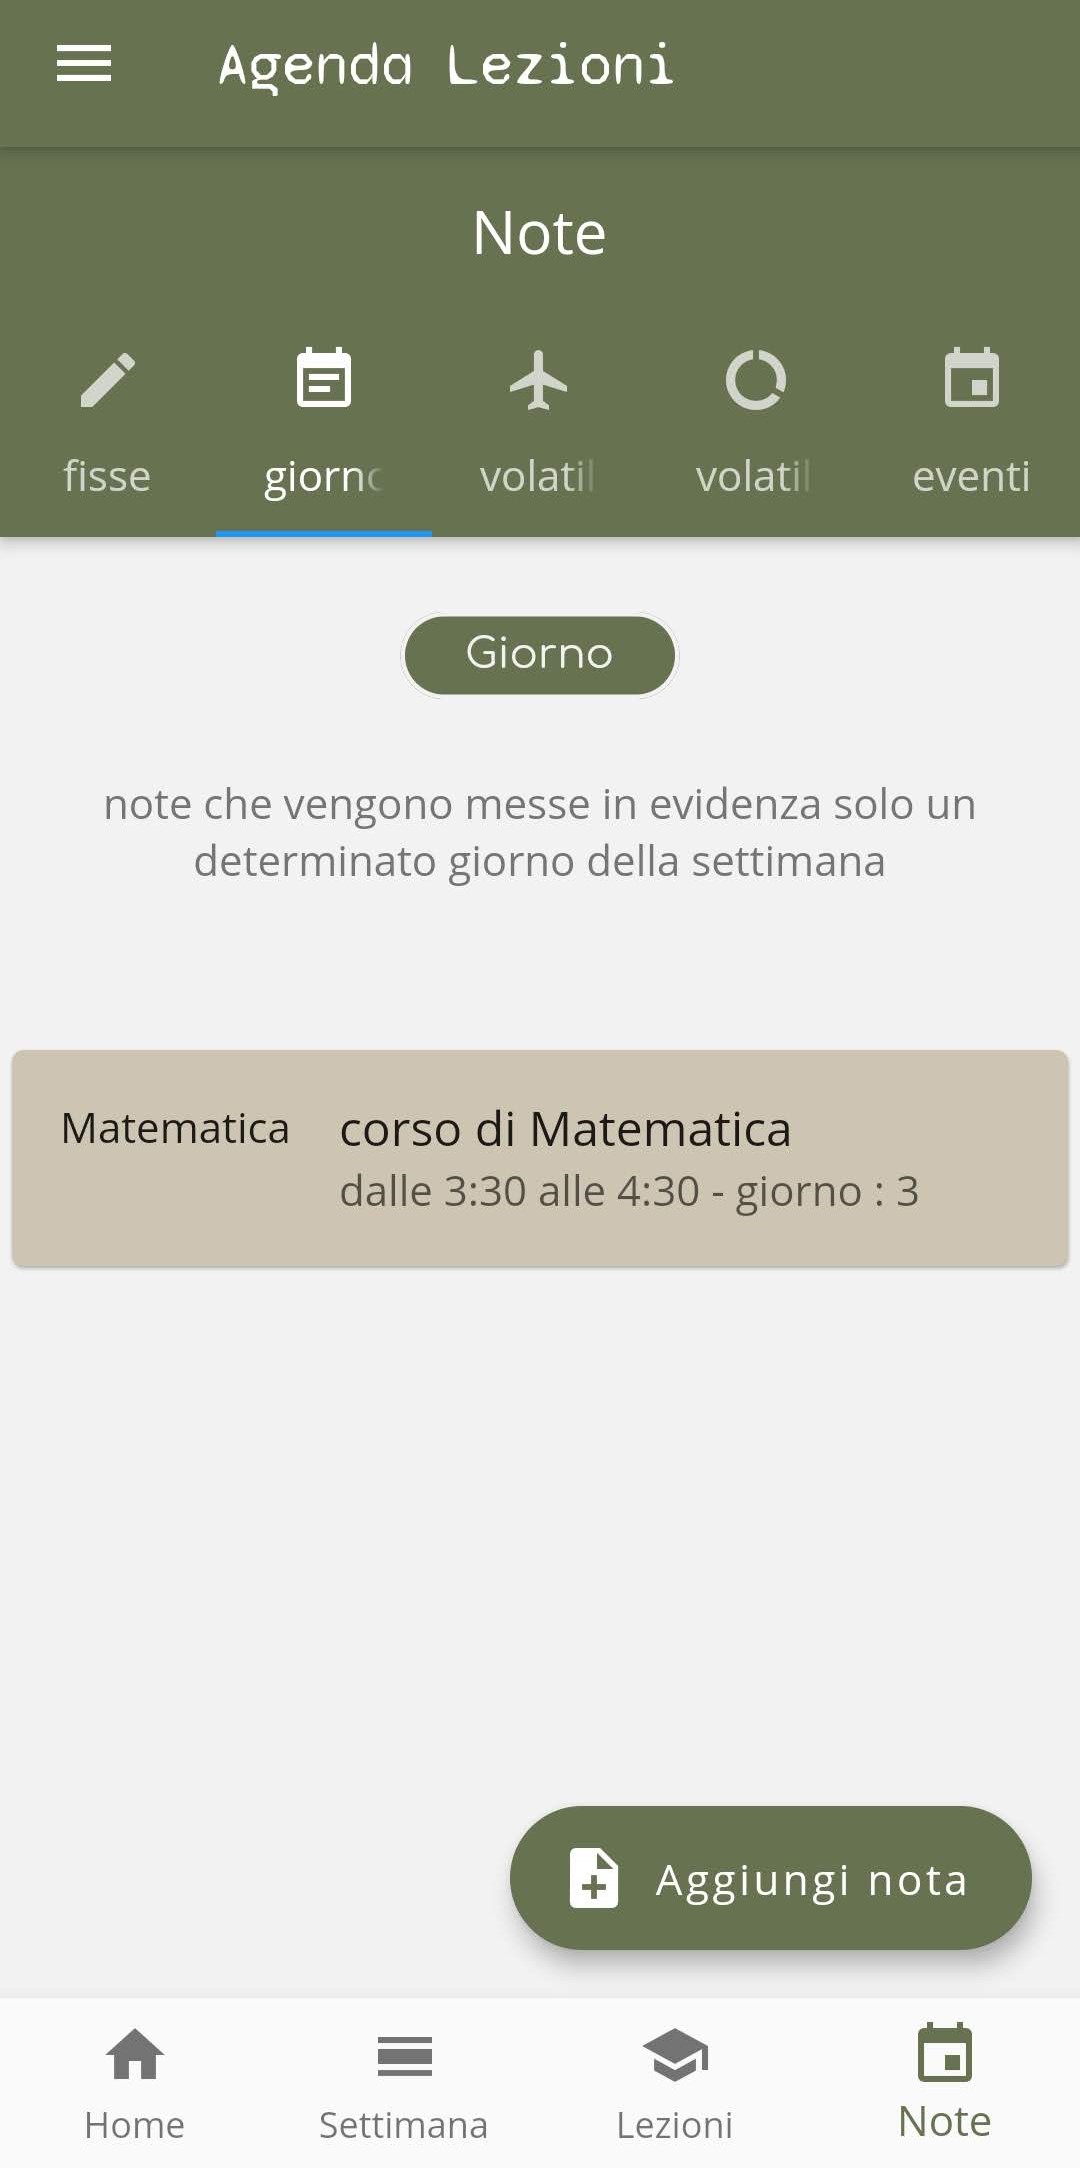 Agenda Lezioni
Note
fisse
giorno
volatil
volatil
eventi
Giorno
note che vengono messe in evidenza solo un
determinato giorno della settimana
Matematica
corso di Matematica
dalle 3:30 alle 4:30 - giorno : 3
Aggiungi nota
Home
Settimana
Lezioni
Note